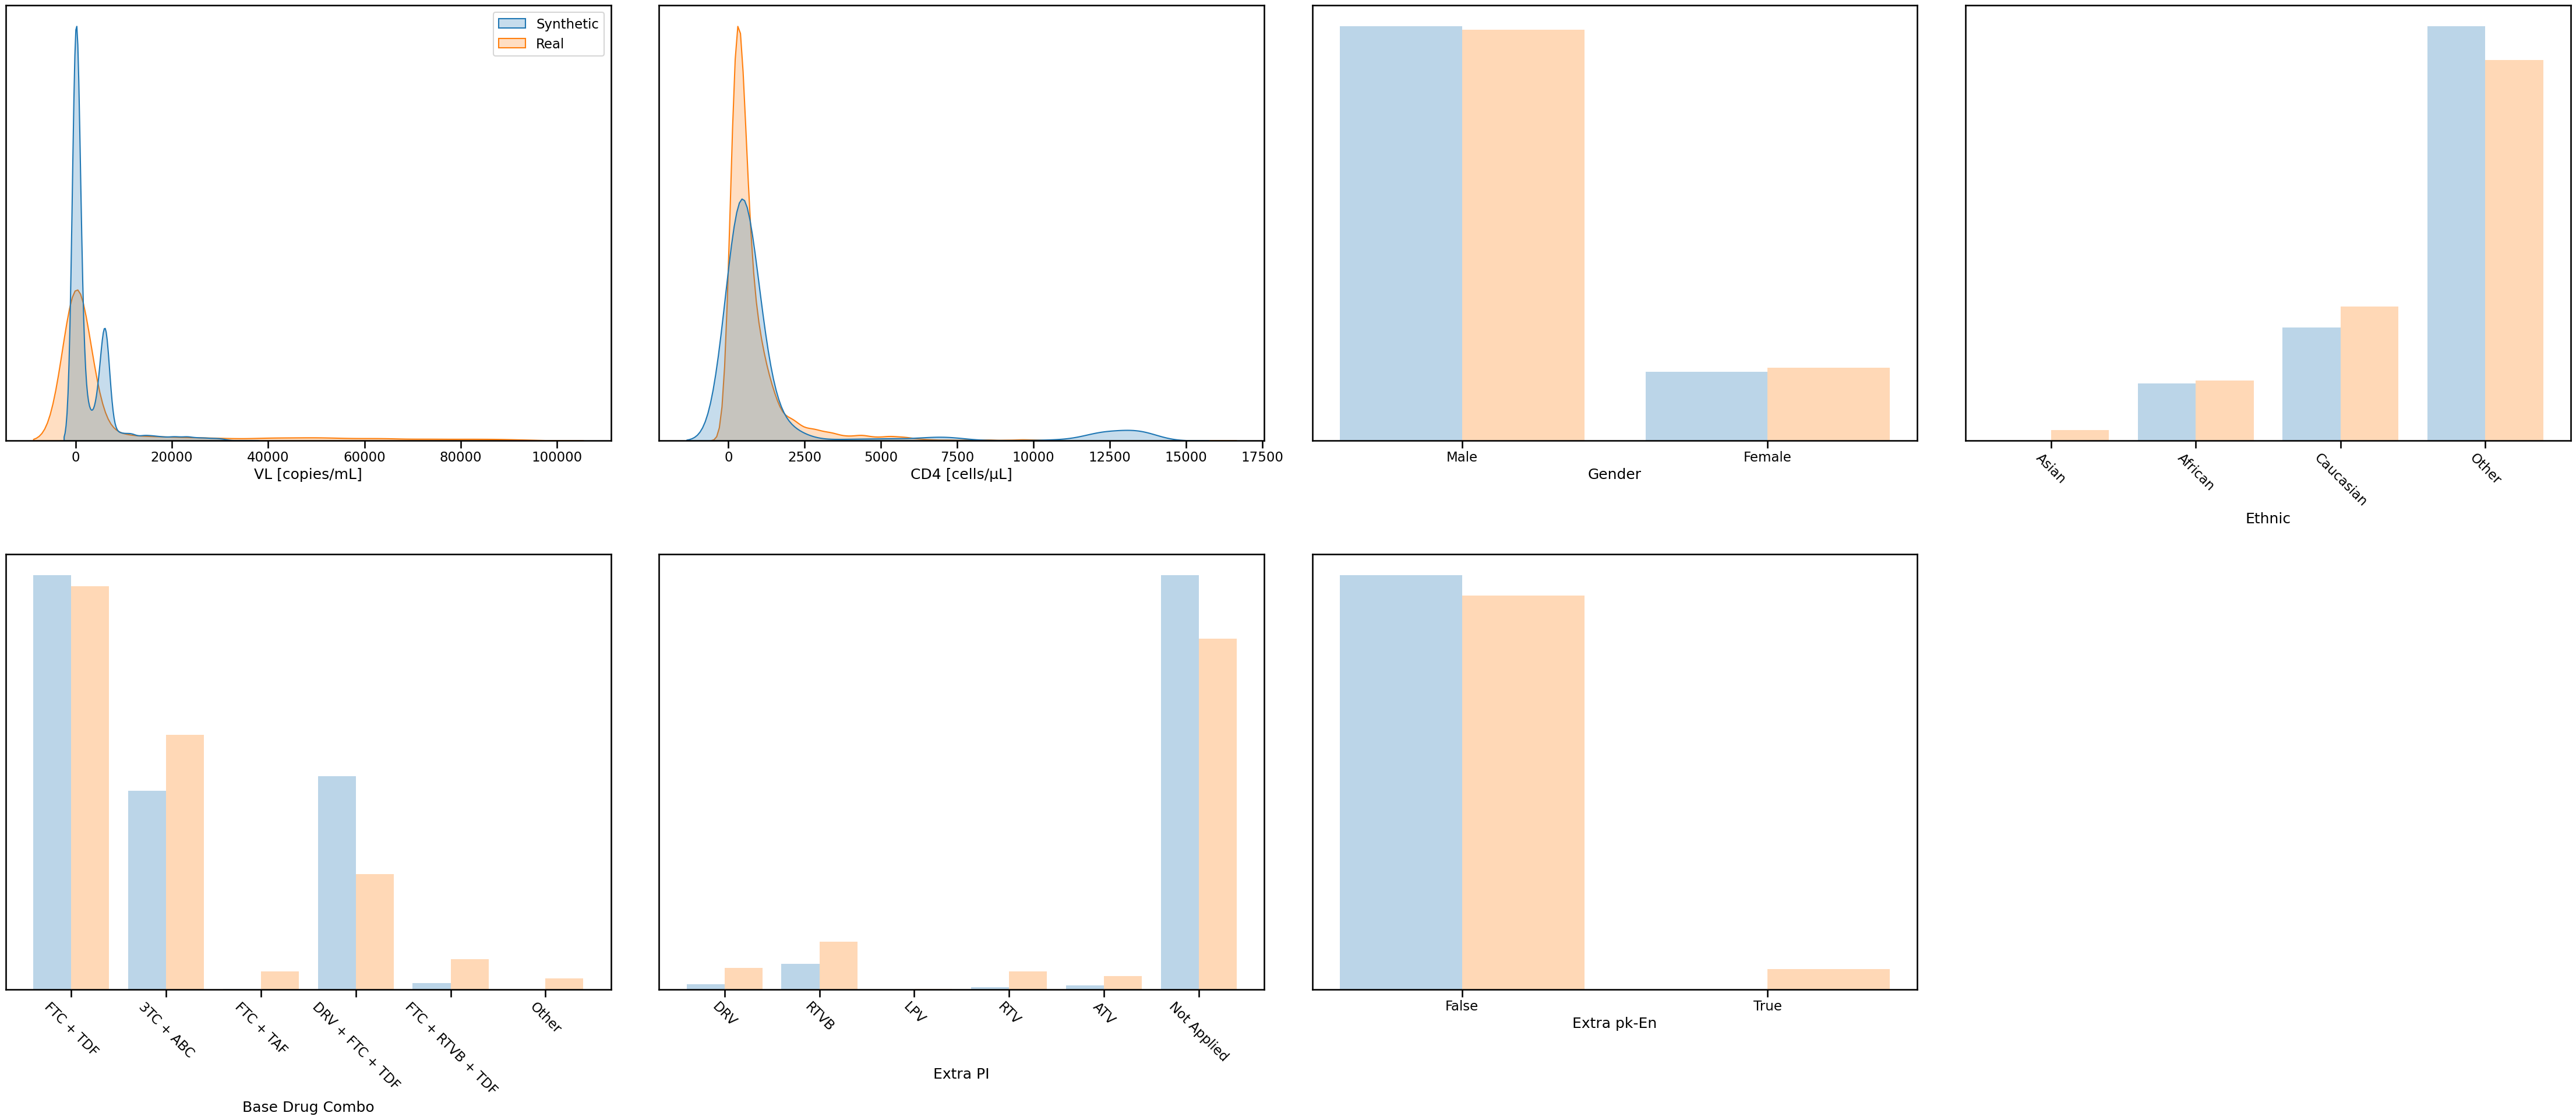 Synthetic
Real
0 20000 40000 60000 80000 100000
VL [copies/mL]
0 2500 5000 7500 10000 12500 15000 17500
CD4 [cells/µL]
Male Female
Gender
Asian African Caucasian Other
Ethnic
FTC + TDF 3TC + ABC FTC + TAF DRV + FTC + TDF FTC + RTVB + TDF Other
Base Drug Combo
DRV RTVB LPV RTV ATV Not Applied
Extra PI
False True
Extra pk-En